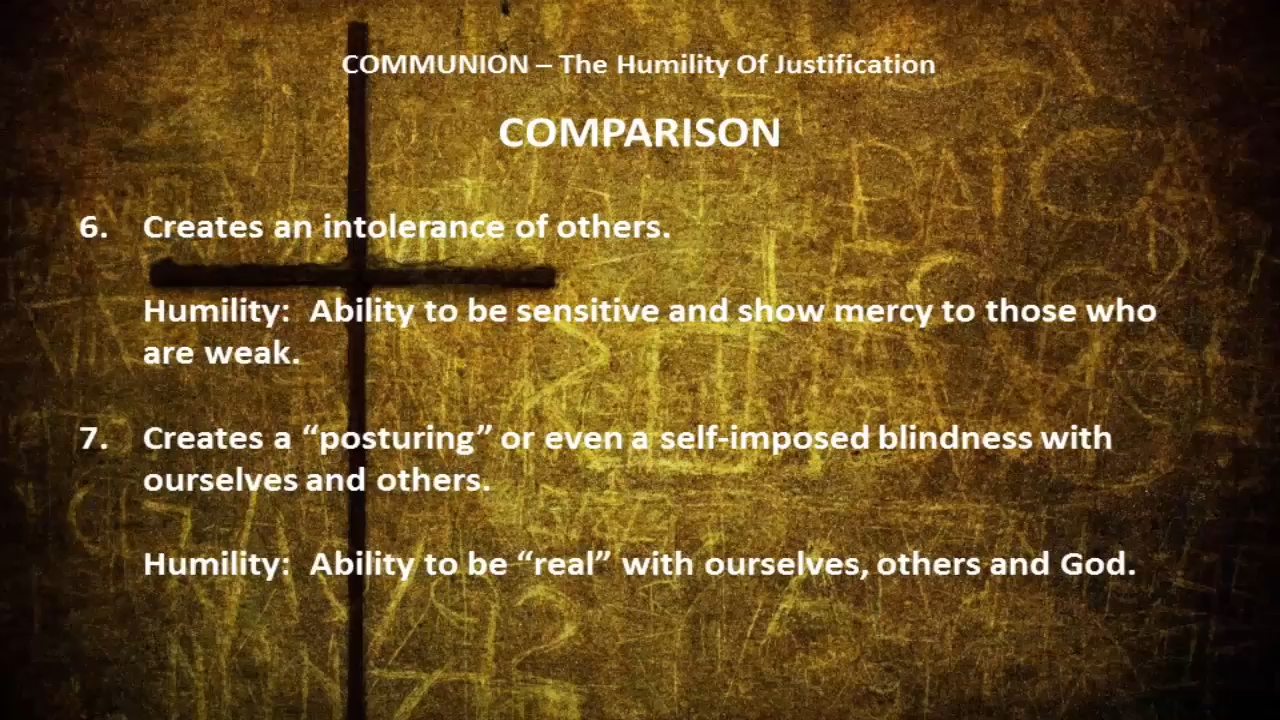 COMMUNION – The Humility Of Justification
COMPARISON
6. Creates an intolerance of others.
Humility: Ability to be sensitive and show mercy to those who
are weak.
7. Creates a “posturing” or even a self-imposed blindness with
ourselves and others.
Humility: Ability to be “real” with ourselves, others and God.